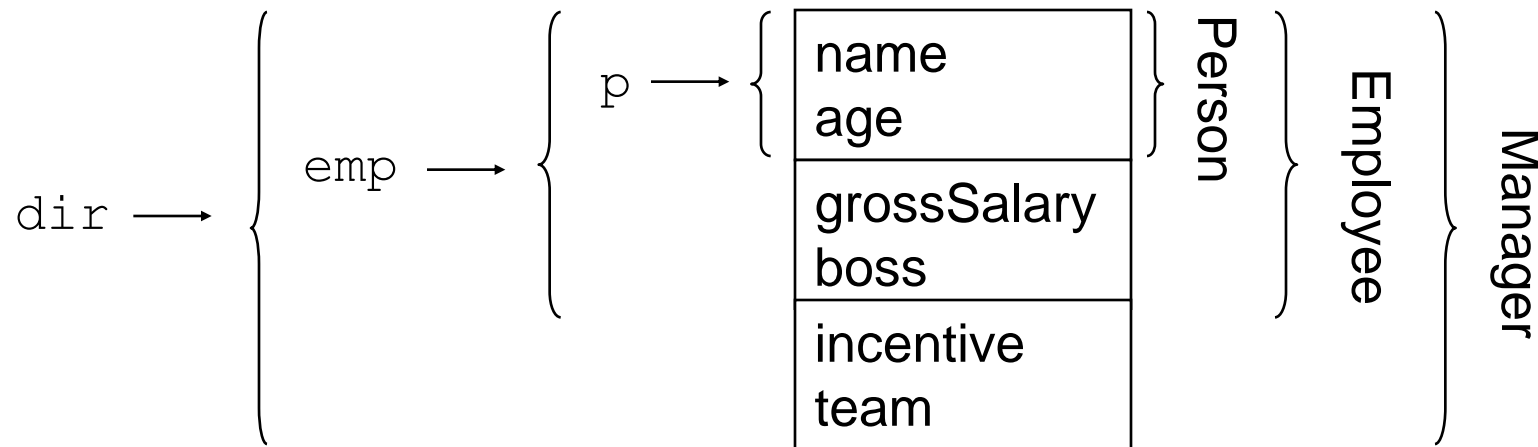 dir
emp
p
name
age
grossSalary
boss
incentive
team
Person
Employee
Manager